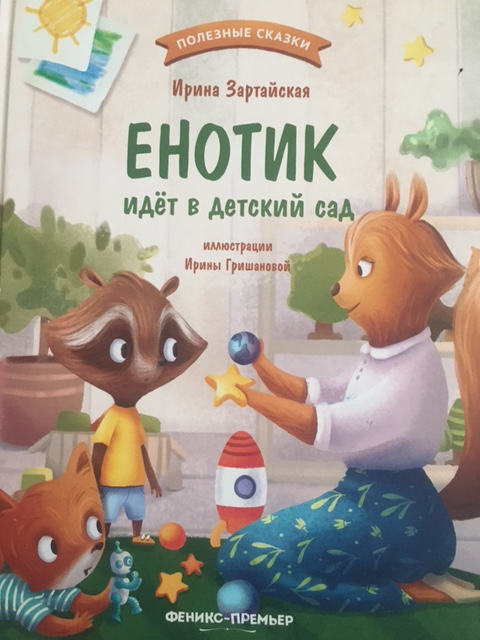 ПОЛЕЗНЫЕ СКАЗКИ
Ирина Зартайская
ЕНОТИК
идёт в детский сад
иллюстрации
Ирины Гришановой
ФЕНИКС-ПРЕМЬЕР